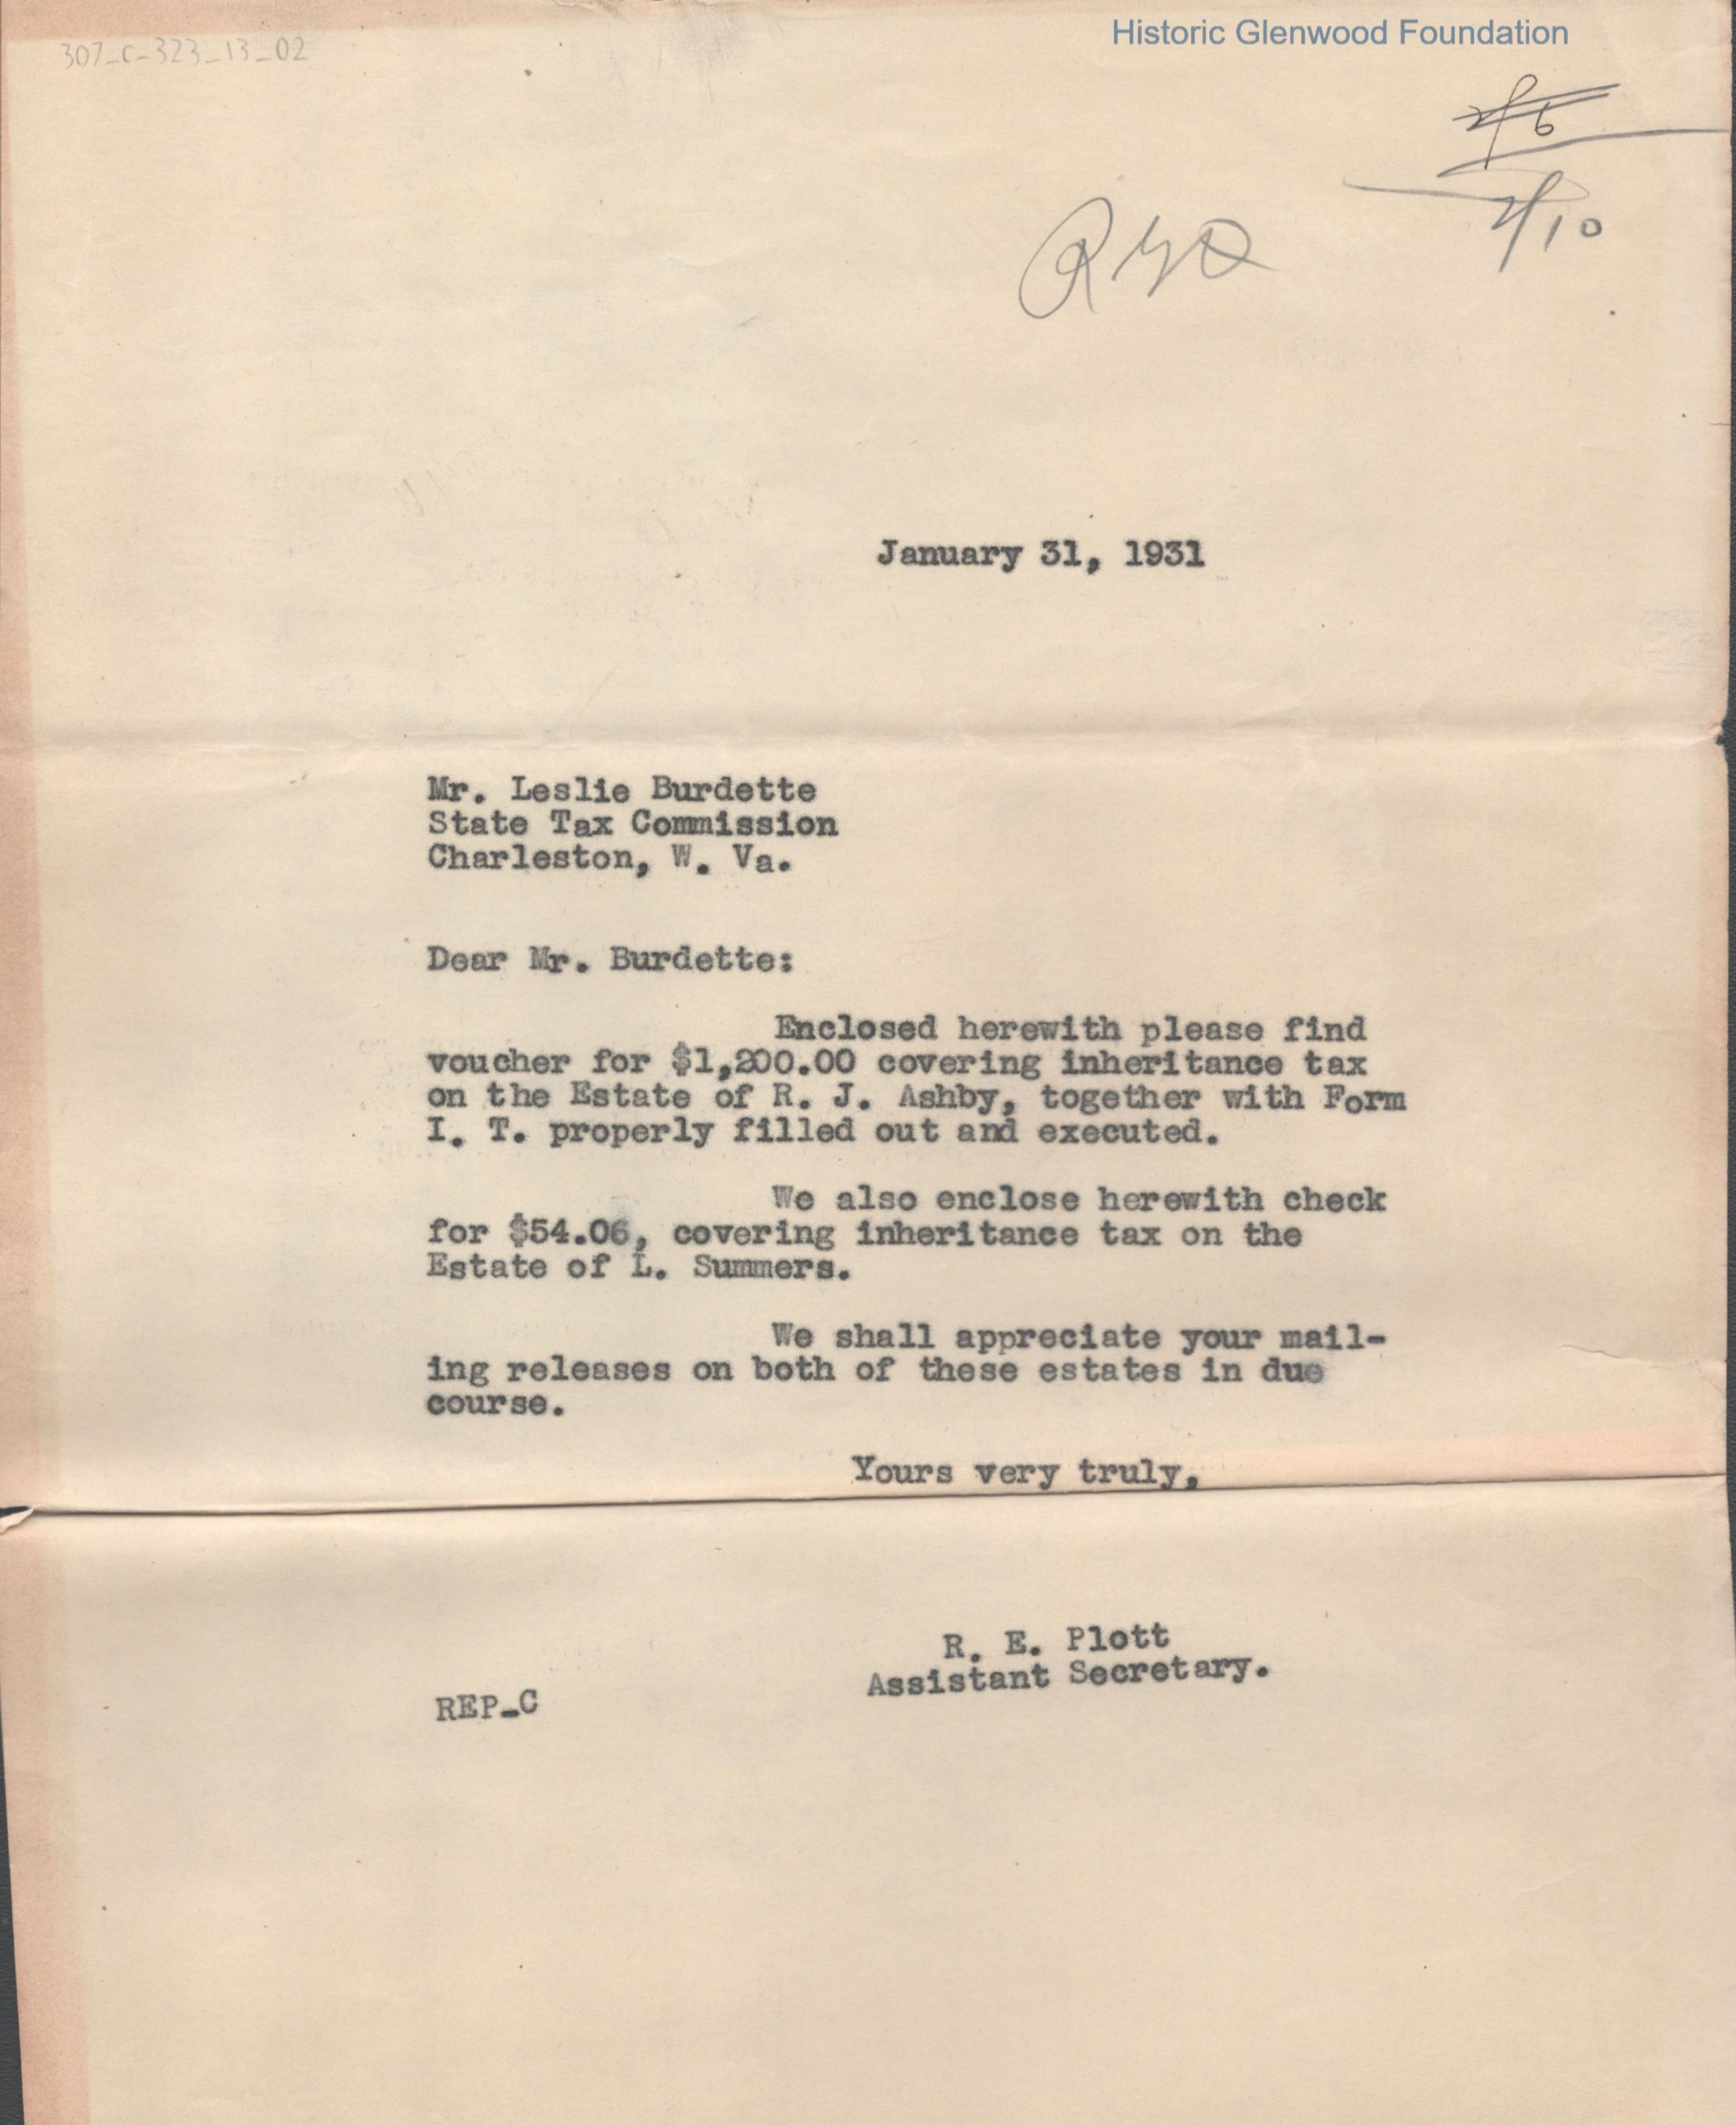 Historic Glenwood Foundation
307_C-323_13_02
2/10
January 31, 1931
Mr. Leslie Burdette
State Tax Commission
Charleston, W. Va.
Dear Mr. Burdette:
Enclosed herewith please find
voucher for $1,200.00 covering inheritance tax
on the Estate of R. J. Ashby, together with Form
I. T. properly filled out and executed.
We also enclose herewith check
for $54.06, covering inheritance tax on the
Estate of L. Summers.
We shall appreciate your mail-
ing releases on both of these estates in due
course.
Yours very truly,
R. E. Plott
Assistant Secretary.
REP_C